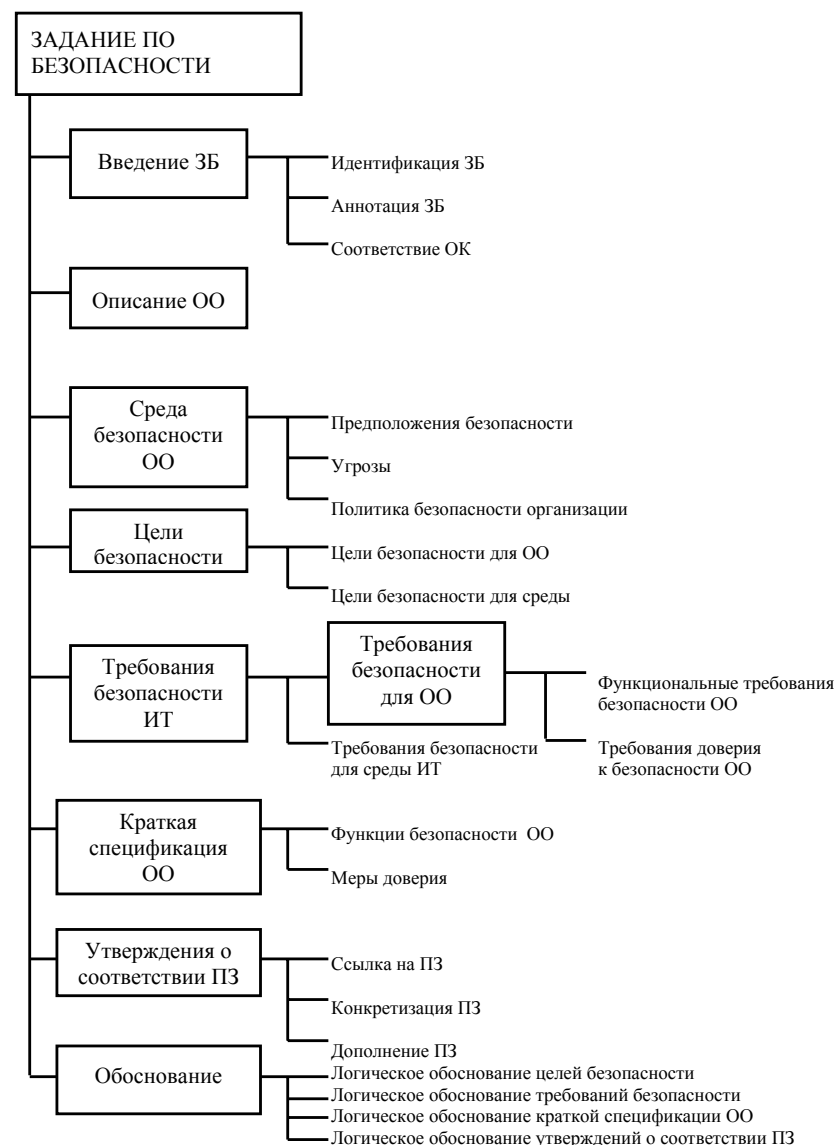 ЗАДАНИЕ ПО
БЕЗОПАСНОСТИ
Введение ЗБ
Идентификация ЗБ
Аннотация ЗБ
Соответствие ОК
Описание ОО
Среда
безопасности
ОО
Предположения безопасности
Угрозы
Политика безопасности организации
Цели
безопасности
Цели безопасности для ОО
Цели безопасности для среды
Требования
безопасности
ИТ
Требования
безопасности
для ОО
Функциональные требования
безопасности ОО
Требования доверия
к безопасности ОО
Требования безопасности
для среды ИТ
Краткая
спецификация
ОО
Функции безопасности ОО
Меры доверия
Утверждения о
соответствии ПЗ
Ссылка на ПЗ
Конкретизация ПЗ
Дополнение ПЗ
Обоснование
Логическое обоснование целей безопасности
Логическое обоснование требований безопасности
Логическое обоснование краткой спецификации ОО
Логическое обоснование утверждений о соответствии ПЗ